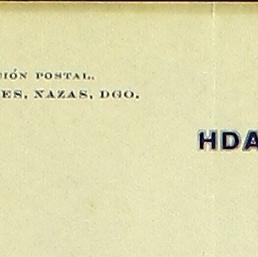 IÓN POSTAL.
ES, NAZAS, DGO.
HDA